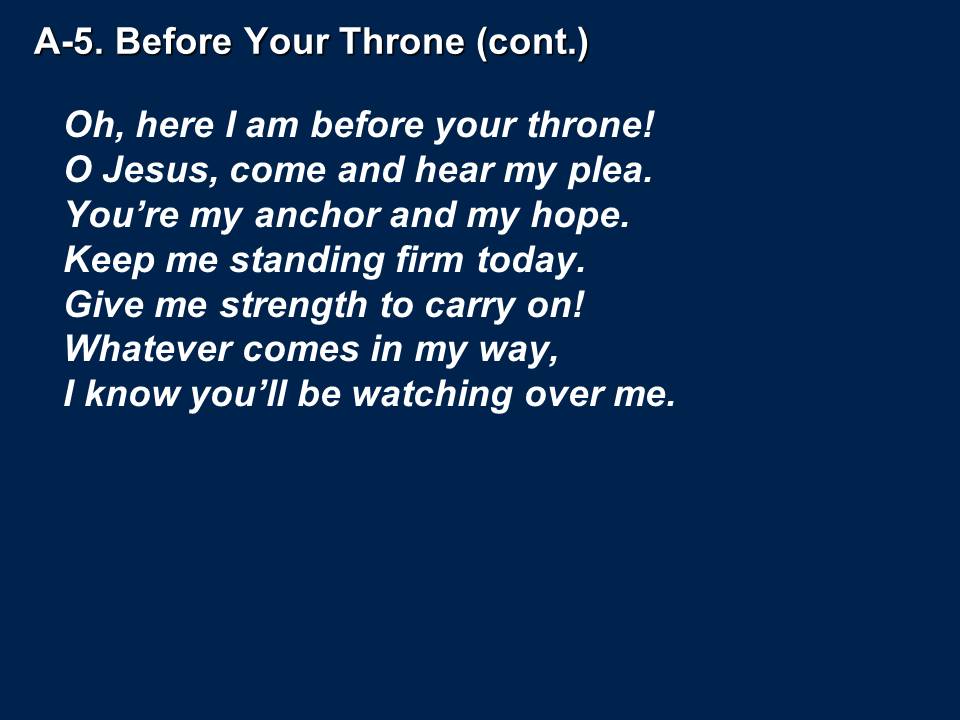 A-5. Before Your Throne (cont.)
Oh, here I am before your throne!
O Jesus, come and hear my plea.
You’re my anchor and my hope.
Keep me standing firm today.
Give me strength to carry on!
Whatever comes in my way,
I know you’ll be watching over me.